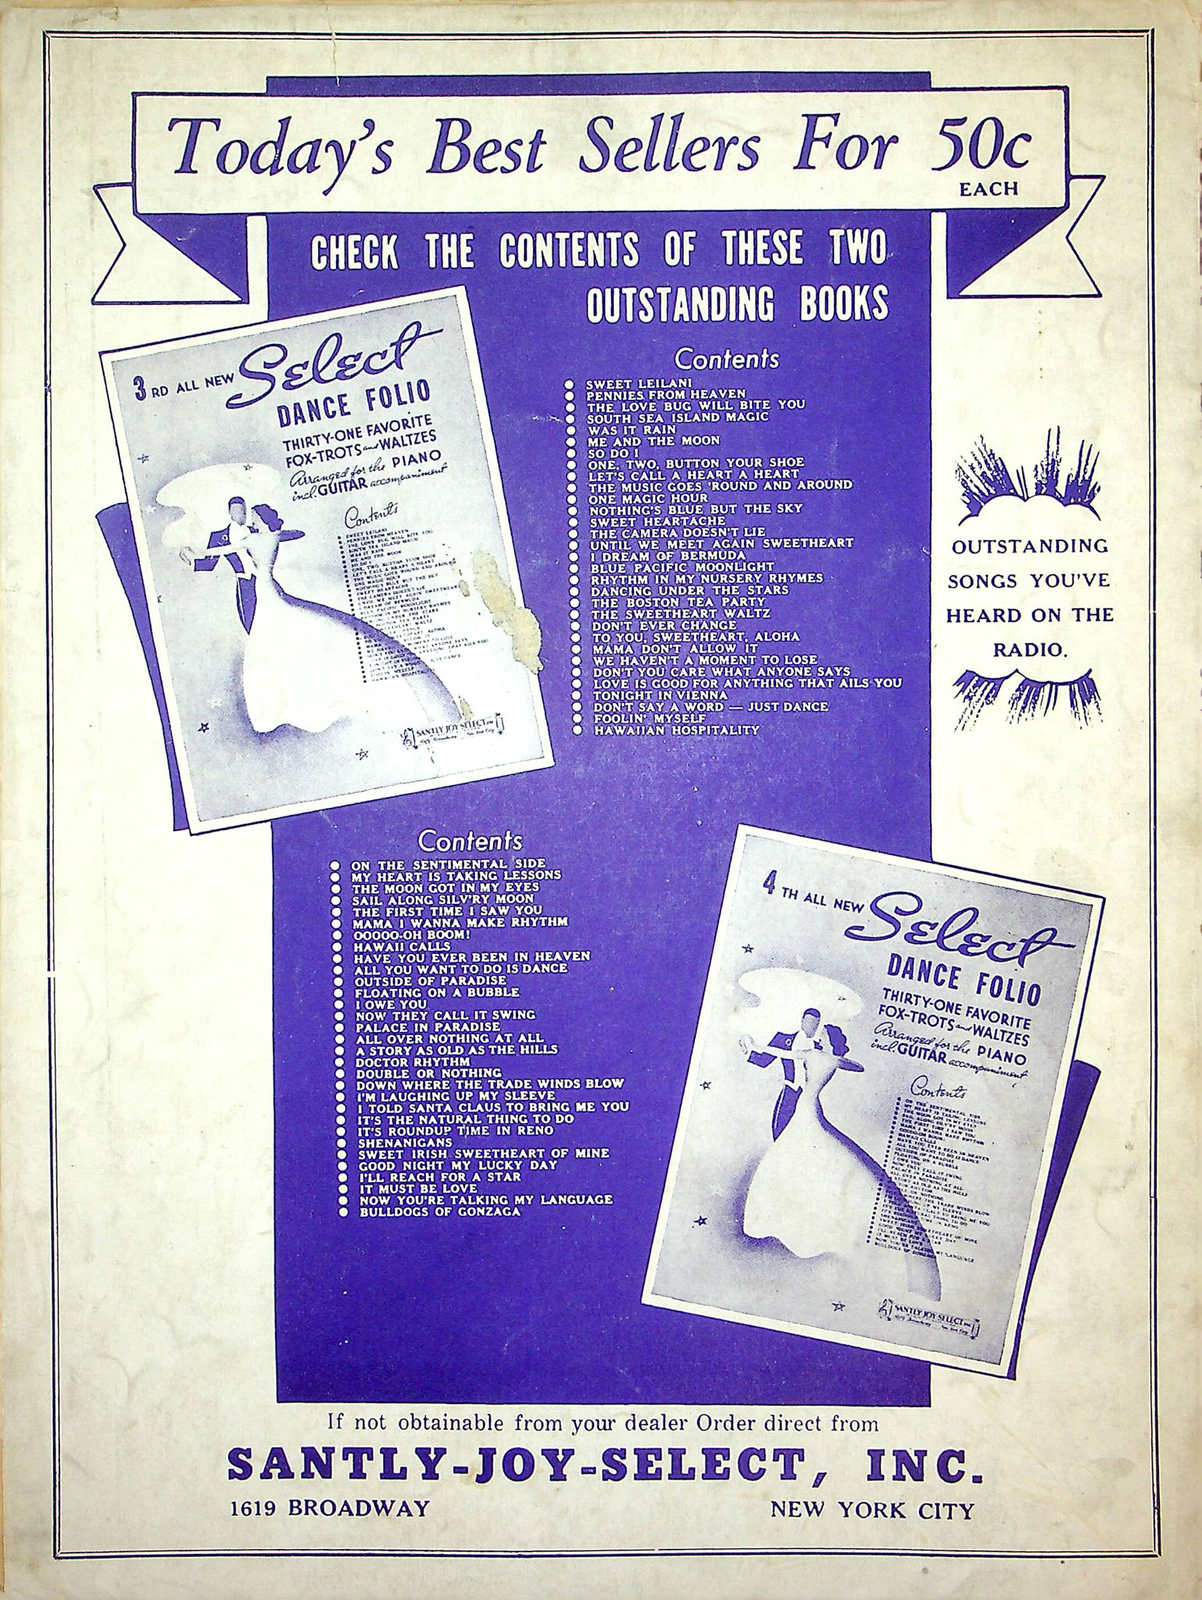 Today's Best Sellers For 50c
EACH
CHECK THE CONTENTS OF THESE TWO
OUTSTANDING BOOKS
3RD ALL NEW Select
DANCE FOLIO
THIRTY-ONE FAVORITE
FOX-TROTS and WALTZES
Arranged for the PIANO
incl. GUITAR accompaniment
Contents
SANTLY JOY SELECT INC
Contents
SWEET LEILANI
PENNIES FROM HEAVEN
THE LOVE BUG WILL BITE YOU
SOUTH SEA ISLAND MAGIC
WAS IT RAIN
ME AND THE MOON
SO DO I
ONE, TWO, BUTTON YOUR SHOE
LET'S CALL A HEART A HEART
THE MUSIC GOES 'ROUND AND AROUND
ONE MAGIC HOUR
NOTHING'S BLUE BUT THE SKY
SWEET HEARTACHE
THE CAMERA DOESN'T LIE
UNTIL WE MEET AGAIN SWEETHEART
I DREAM OF BERMUDA
BLUE PACIFIC MOONLIGHT
RHYTHM IN MY NURSERY RHYMES
DANCING UNDER THE STARS
THE BOSTON TEA PARTY
THE SWEETHEART WALTZ
DON'T EVER CHANGE
TO YOU, SWEETHEART, ALOHA
MAMA DON'T ALLOW IT
WE HAVEN'T A MOMENT TO LOSE
DON'T YOU CARE WHAT ANYONE SAYS
LOVE IS GOOD FOR ANYTHING THAT AILS YOU
TONIGHT IN VIENNA
DON'T SAY A WORD — JUST DANCE
FOOLIN' MYSELF
HAWAIIAN HOSPITALITY
OUTSTANDING
SONGS YOU'VE
HEARD ON THE
RADIO.
Contents
ON THE SENTIMENTAL SIDE
MY HEART IS TAKING LESSONS
THE MOON GOT IN MY EYES
SAIL ALONG SILV'RY MOON
THE FIRST TIME I SAW YOU
MAMA I WANNA MAKE RHYTHM
OOOOO-OH BOOM!
HAWAII CALLS
HAVE YOU EVER BEEN IN HEAVEN
ALL YOU WANT TO DO IS DANCE
OUTSIDE OF PARADISE
FLOATING ON A BUBBLE
I OWE YOU
NOW THEY CALL IT SWING
PALACE IN PARADISE
ALL OVER NOTHING AT ALL
A STORY AS OLD AS THE HILLS
DOCTOR RHYTHM
DOUBLE OR NOTHING
DOWN WHERE THE TRADE WINDS BLOW
I'M LAUGHING UP MY SLEEVE
I TOLD SANTA CLAUS TO BRING ME YOU
IT'S THE NATURAL THING TO DO
IT'S ROUNDUP TIME IN RENO
SHENANIGANS
SWEET IRISH SWEETHEART OF MINE
GOOD NIGHT MY LUCKY DAY
I'LL REACH FOR A STAR
IT MUST BE LOVE
NOW YOU'RE TALKING MY LANGUAGE
BULLDOGS OF GONZAGA
4TH ALL NEW Select
DANCE FOLIO
THIRTY-ONE FAVORITE
FOX-TROTS and WALTZES
Arranged for the PIANO
incl. GUITAR accompaniment
Contents
SANTLY JOY SELECT INC
If not obtainable from your dealer Order direct from
SANTLY-JOY-SELECT, INC.
1619 BROADWAY NEW YORK CITY